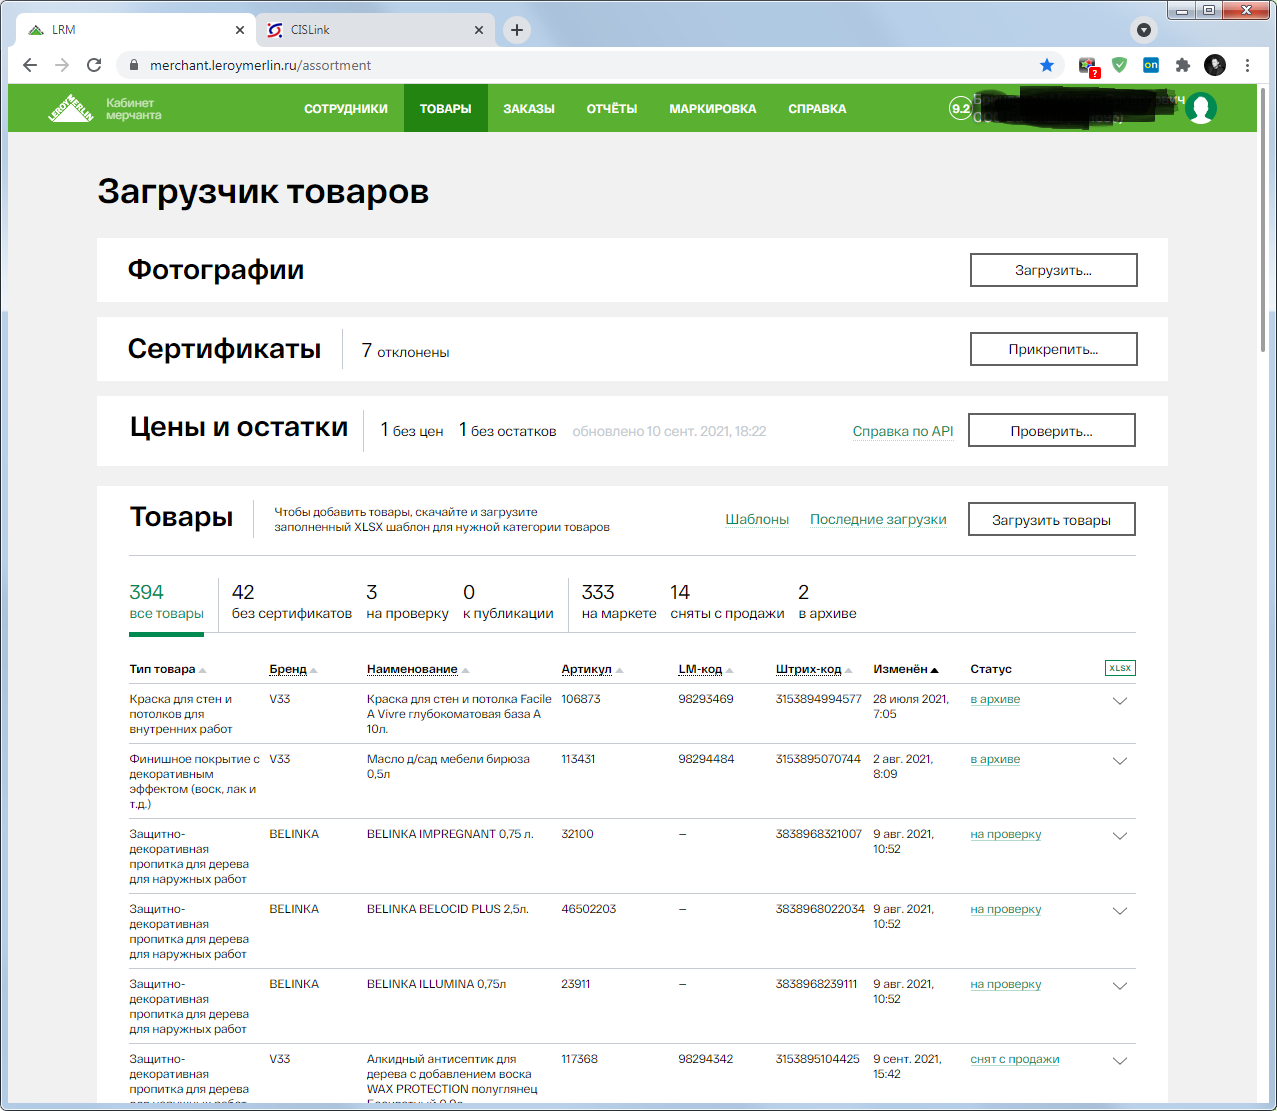 LRM
CISLink
merchant.leroymerlin.ru/assortment
on
?
LEROY MERLIN
Кабинет
мерчанта
СОТРУДНИКИ
ТОВАРЫ
ЗАКАЗЫ
ОТЧЁТЫ
МАРКИРОВКА
СПРАВКА
9.2
Загрузчик товаров
Фотографии
Загрузить...
Сертификаты
7 отклонены
Прикрепить...
Цены и остатки
1 без цен 1 без остатков обновлено 10 сент. 2021, 18:22
Справка по API
Проверить...
Товары
Чтобы добавить товары, скачайте и загрузите
заполненный XLSX шаблон для нужной категории товаров
Шаблоны
Последние загрузки
Загрузить товары
394 42 3 0 333 14 2
все товары без сертификатов на проверку к публикации на маркете сняты с продажи в архиве
Тип товара Бренд Наименование Артикул LM-код Штрих-код Изменён Статус XLSX
Краска для стен и V33 Краска для стен и потолка Facile 106873 98293469 3153894994577 28 июля 2021, в архиве
потолков для A Vivre глубокоматовая база А 7:05
внутренних работ 10л.
Финишное покрытие с V33 Масло д/сад мебели бирюза 113431 98294484 3153895070744 2 авг. 2021, в архиве
декоративным 0,5л 8:09
эффектом (воск, лак и
т.д.)
Защитно- BELINKA BELINKA IMPREGNANT 0,75 л. 32100 – 3838968321007 9 авг. 2021, на проверку
декоративная 10:52
пропитка для дерева
для наружных работ
Защитно- BELINKA BELINKA BELOCID PLUS 2,5л. 46502203 – 3838968022034 9 авг. 2021, на проверку
декоративная 10:52
пропитка для дерева
для наружных работ
Защитно- BELINKA BELINKA ILLUMINA 0,75л 23911 – 3838968239111 9 авг. 2021, на проверку
декоративная 10:52
пропитка для дерева
для наружных работ
Защитно- V33 Алкидный антисептик для 117368 98294342 3153895104425 9 сент. 2021, снят с продажи
декоративная дерева с добавлением воска 15:42
пропитка для дерева WAX PROTECTION полуглянец
для наружных работ Бесцветный 0,9л